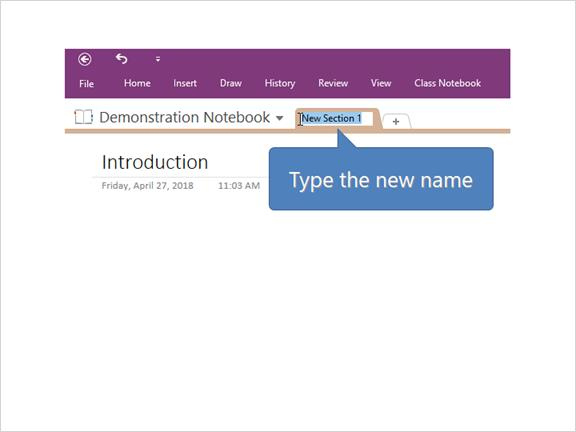 File Home Insert Draw History Review View Class Notebook
Demonstration Notebook New Section 1 +
Introduction
Friday, April 27, 2018 11:03 AM
Type the new name